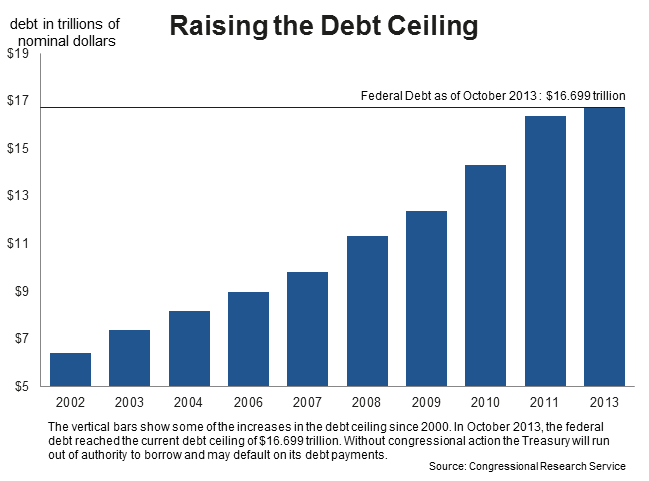 debt in trillions of
nominal dollars
Raising the Debt Ceiling
$19
Federal Debt as of October 2013: $16.699 trillion
$17
$15
$13
$11
$9
$7
$5
2002 2003 2004 2006 2007 2008 2009 2010 2011 2013
The vertical bars show some of the increases in the debt ceiling since 2000. In October 2013, the federal
debt reached the current debt ceiling of $16.699 trillion. Without congressional action the Treasury will run
out of authority to borrow and may default on its debt payments.
Source: Congressional Research Service